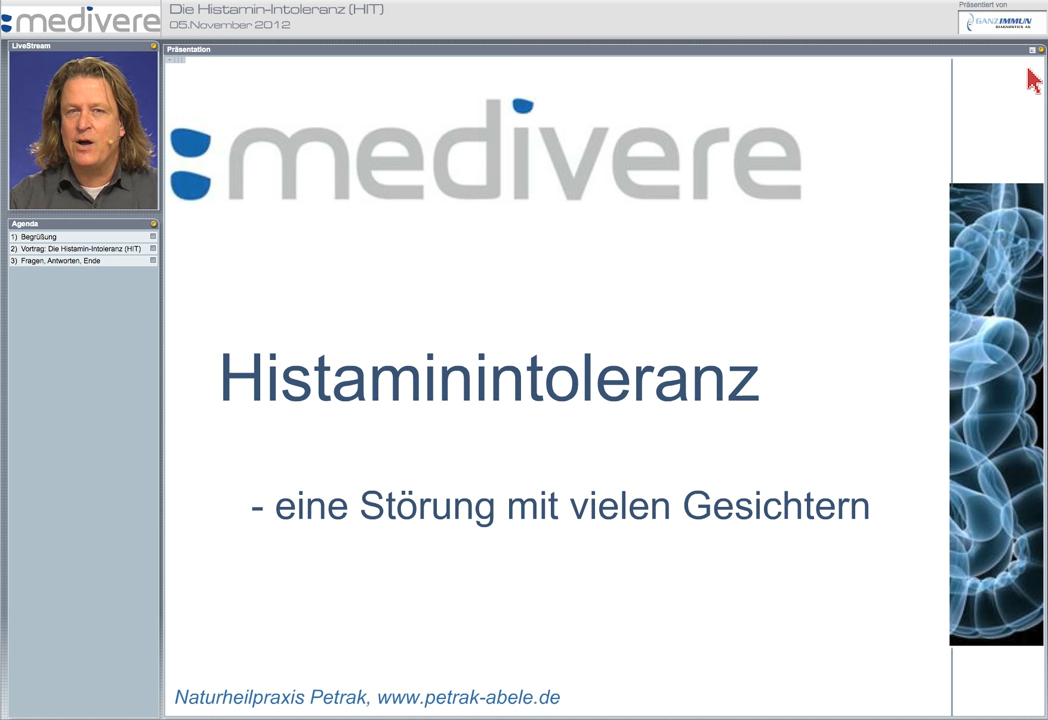 medivere
Die Histamin-Intoleranz (HIT)
05.November 2012
Präsentiert von
GANZIMMUN
DIAGNOSTICS AG
LiveStream
Präsentation
Agenda
1) Begrüßung
2) Vortrag: Die Histamin-Intoleranz (HIT)
3) Fragen, Antworten, Ende
medivere
Histaminintoleranz
- eine Störung mit vielen Gesichtern
Naturheilpraxis Petrak, www.petrak-abele.de